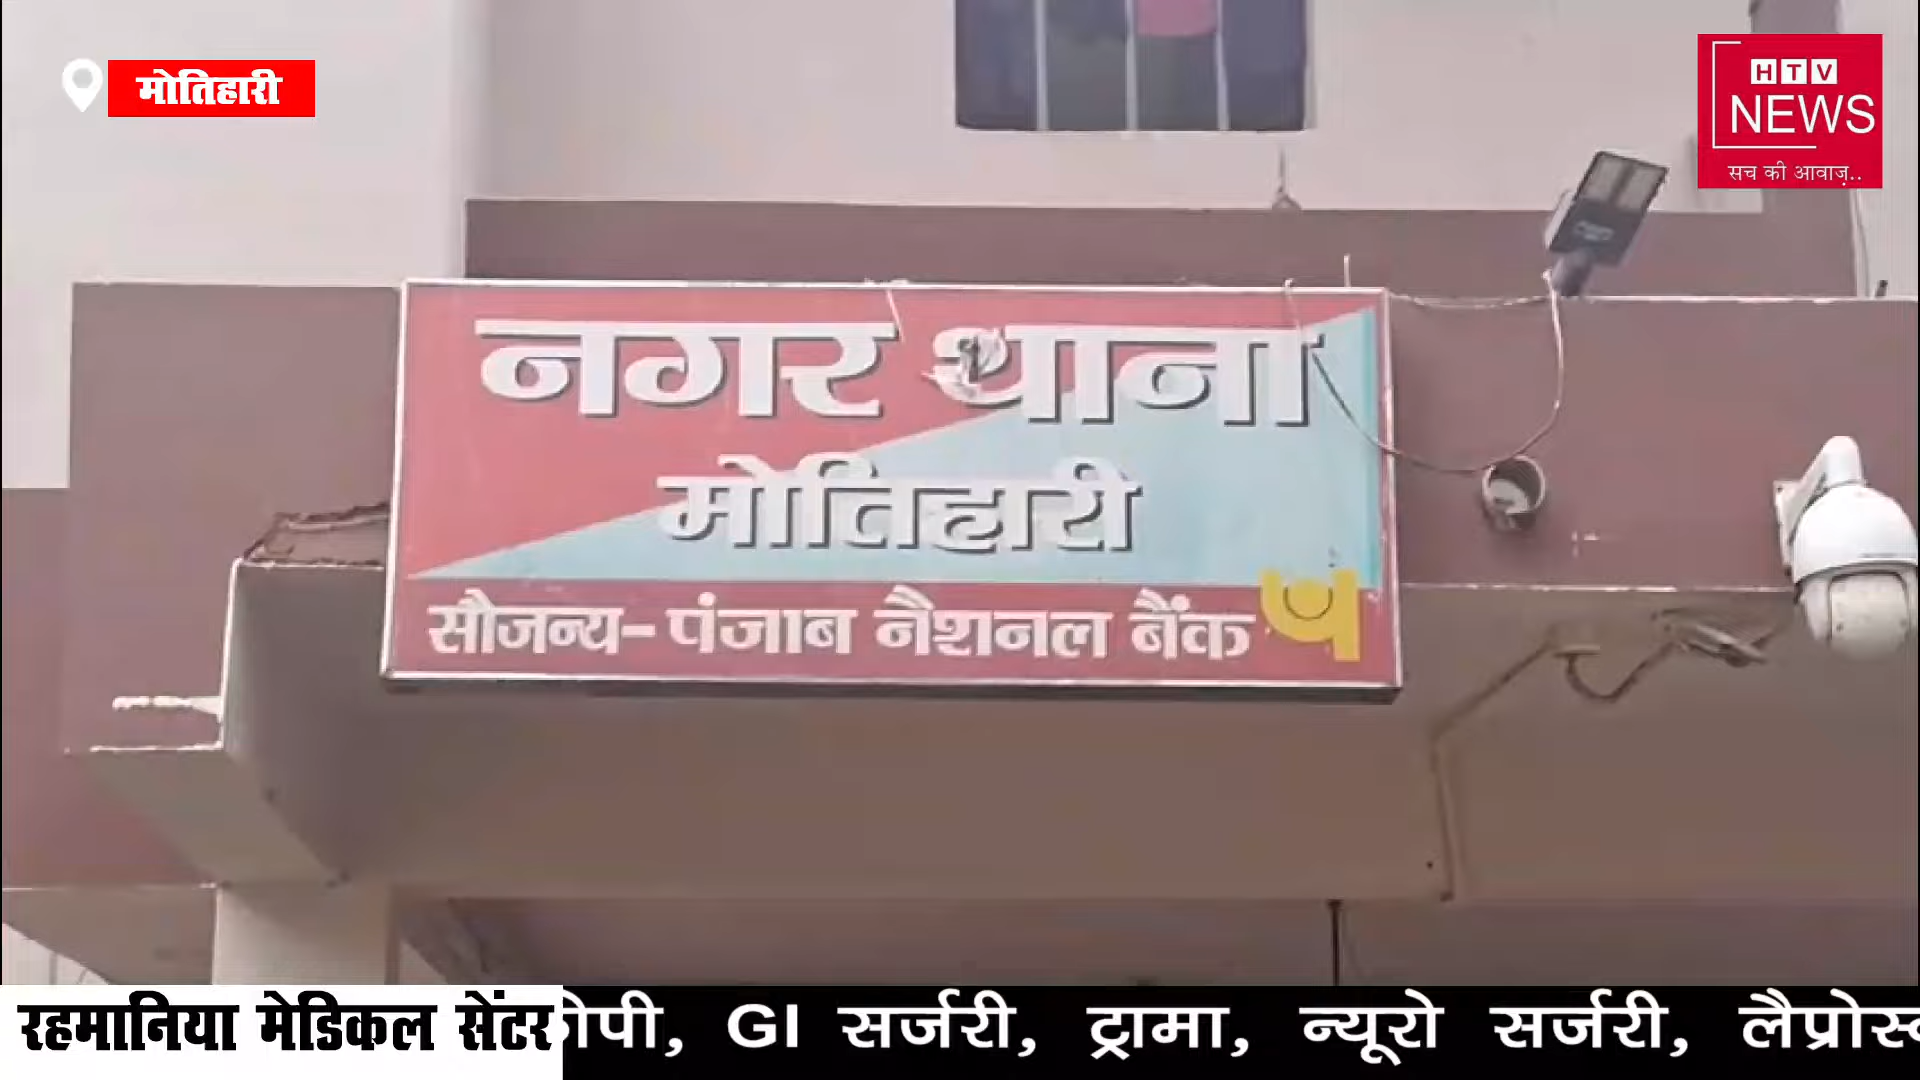 मोतिहारी
HTV
NEWS
सच की आवाज़..
नगर थाना
मोतिहारी
सौजन्य-पंजाब नैशनल बैंक
रहमानिया मेडिकल सेंटर
GI सर्जरी, ट्रामा, न्यूरो सर्जरी,